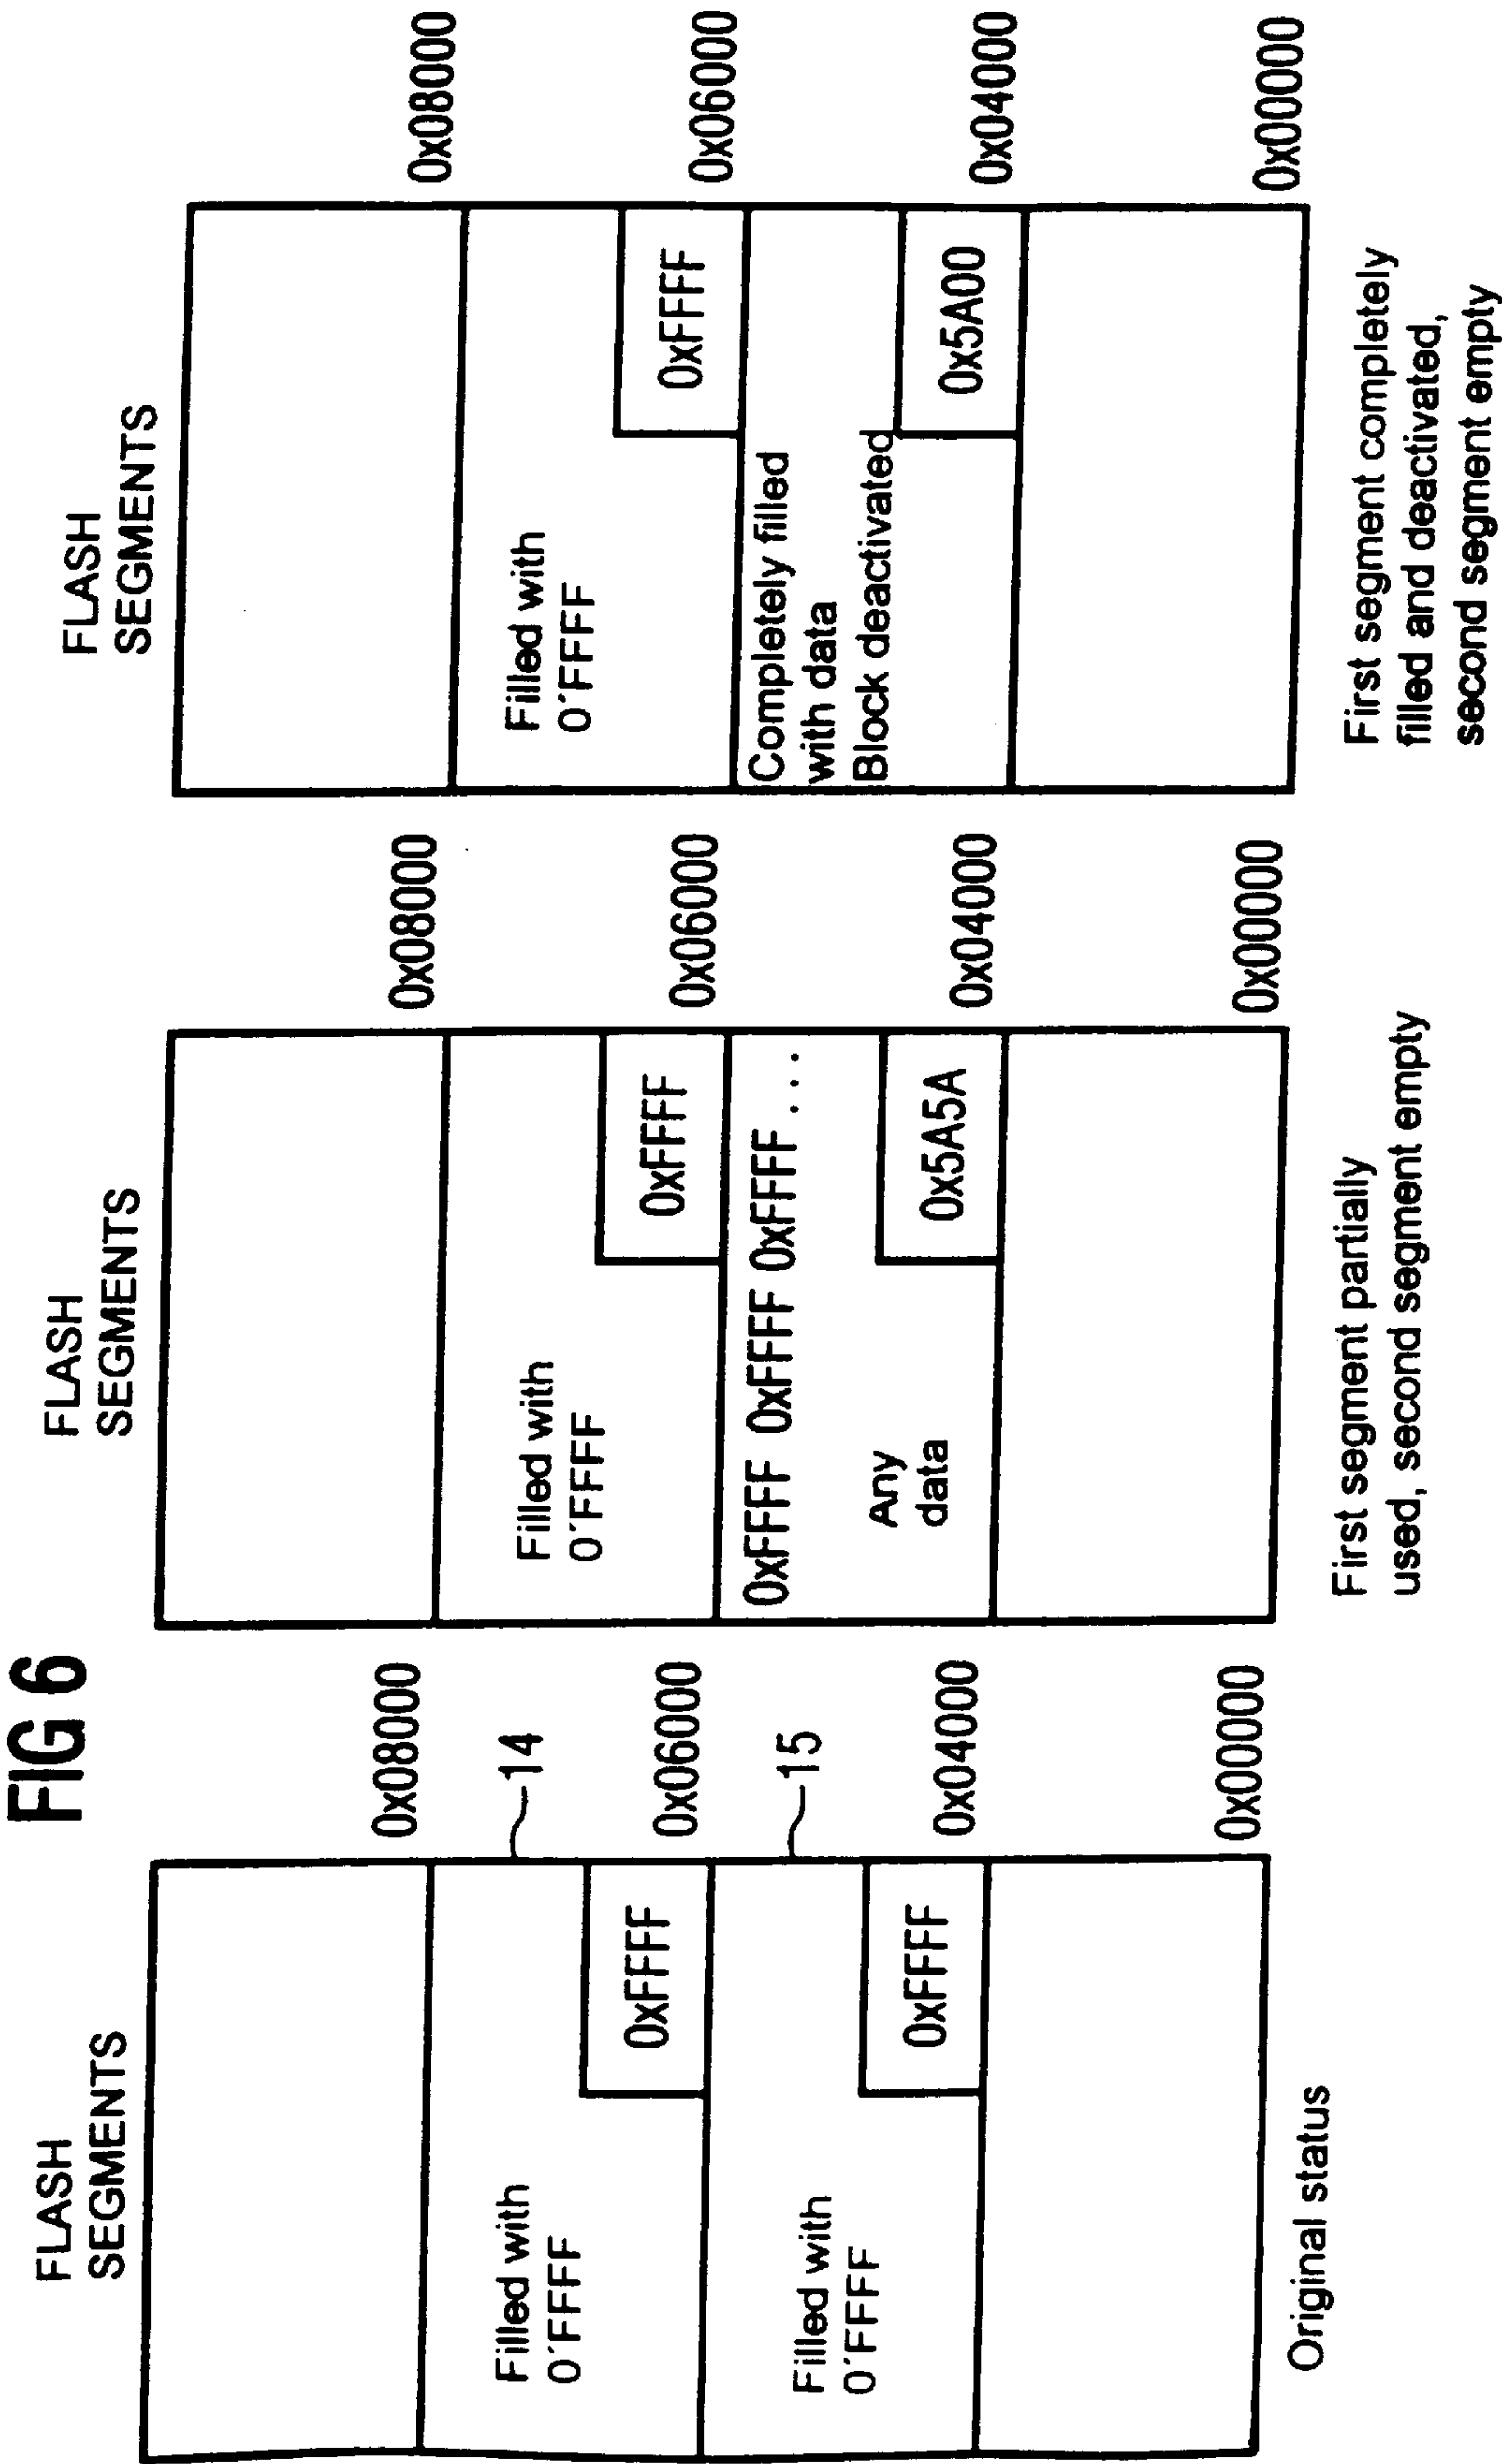 FIG 6
FLASH
SEGMENTS
0x08000
Filled with
0´FFFF
14
0xFFFF
0x06000
Filled with
0´FFFF
15
0xFFFF
0x04000
0x00000
Original status
FLASH
SEGMENTS
0x08000
Filled with
0´FFFF
0xFFFF
0x06000
0xFFFF 0xFFFF 0xFFFF ...
Any
data
0x5A5A
0x04000
0x00000
First segment partially
used, second segment empty
FLASH
SEGMENTS
0x08000
Filled with
0´FFFF
0xFFFF
0x06000
Completely filled
with data
Block deactivated
0x5A00
0x04000
0x00000
First segment completely
filled and deactivated,
second segment empty